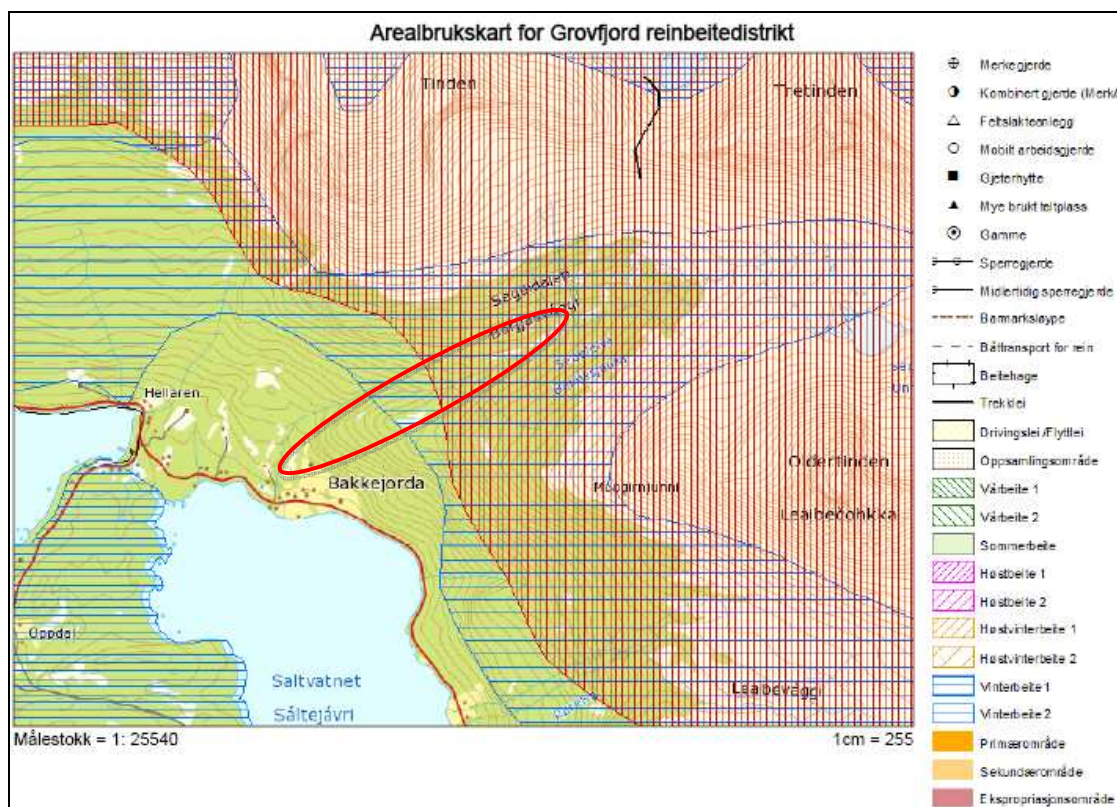 Arealbrukskart for Grovfjord reinbeitedistrikt
Tinden
Tretinden
Hellaren
Bakkejorda
Oldertinden
Lealbečohkka
Oppdal
Saltvatnet
Sáltejávri
Lealbeväggi
Målestokk = 1: 25540
1cm = 255
Merkegjerde
Kombinert gjerde (Merk/
Feltslakteanlegg
Mobilt arbeidsgjerde
Gjeterhytte
Mye brukt teltplass
Gamme
Sperregjerde
Midlertidig sperregjerde
Barmarksløype
Båttransport for rein
Beitehage
Trekklei
Drivingslei /Flyttlei
Oppsamlingsområde
Vårbeite 1
Vårbeite 2
Sommerbeite
Høstbeite 1
Høstbeite 2
Høstvinterbeite 1
Høstvinterbeite 2
Vinterbeite 1
Vinterbeite 2
Primærområde
Sekundærområde
Ekspropriasjonsområde